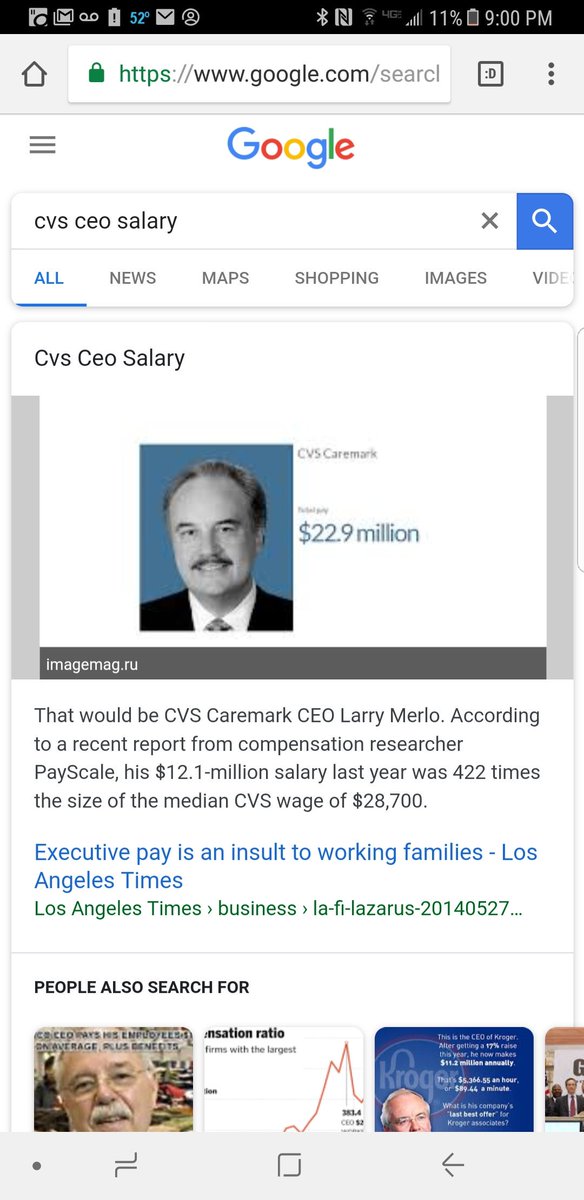 52°
4G
11%
9:00 PM
https://www.google.com/searcl
:D
Google
cvs ceo salary
ALL NEWS MAPS SHOPPING IMAGES VIDE
Cvs Ceo Salary
CVS Caremark
Total pay
$22.9 million
imagemag.ru
That would be CVS Caremark CEO Larry Merlo. According
to a recent report from compensation researcher
PayScale, his $12.1-million salary last year was 422 times
the size of the median CVS wage of $28,700.
Executive pay is an insult to working families - Los
Angeles Times
Los Angeles Times › business › la-fi-lazarus-20140527...
PEOPLE ALSO SEARCH FOR
CEO PAYS HIS EMPLOYEES
ON AVERAGE, PLUS BENEFITS
nsation ratio
firms with the largest
ion
383.4
CEO $2
Kroger
This is the CEO of Kroger.
After getting a 17% raise
this year, he now makes
$11.2 million annually.
That's $5,366.55 an hour,
or $89.44 a minute.
What is his company's
"last best offer" for
Kroger associates?
G